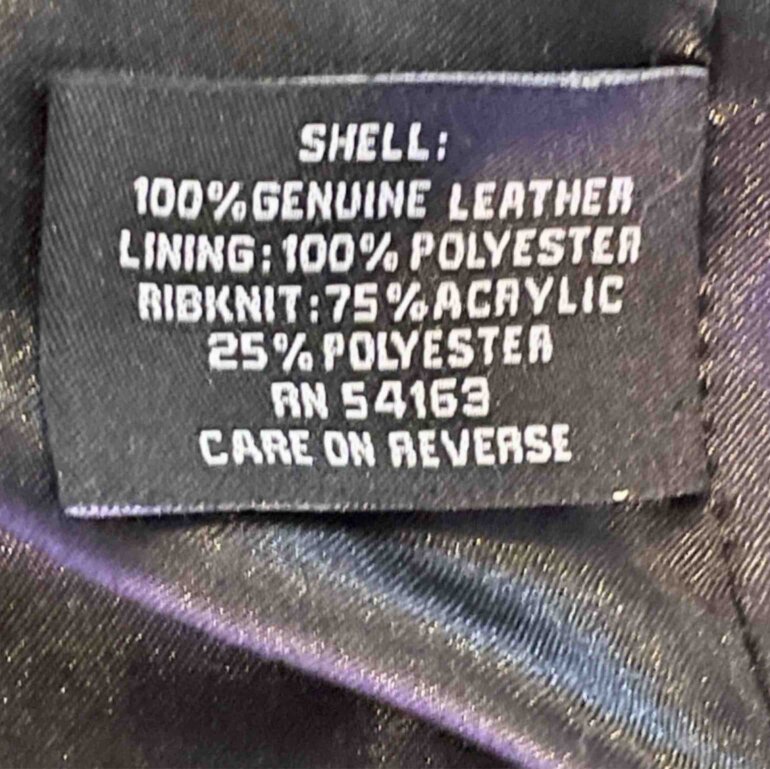 SHELL:
100% GENUINE LEATHER
LINING: 100% POLYESTER
RIBKNIT: 75% ACRYLIC
25% POLYESTER
RN 54163
CARE ON REVERSE